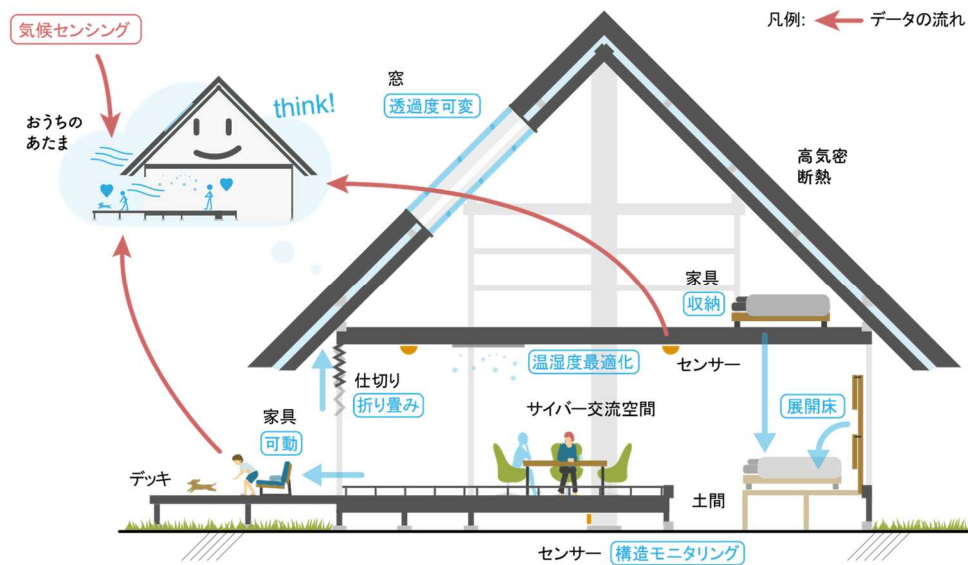 気候センシング
凡例:
データの流れ
窓
透過度可変
think!
おうちの
あたま
高気密
断熱
家具
収納
温湿度最適化
センサー
仕切り
折り畳み
サイバー交流空間
展開床
家具
可動
デッキ
土間
センサー
構造モニタリング